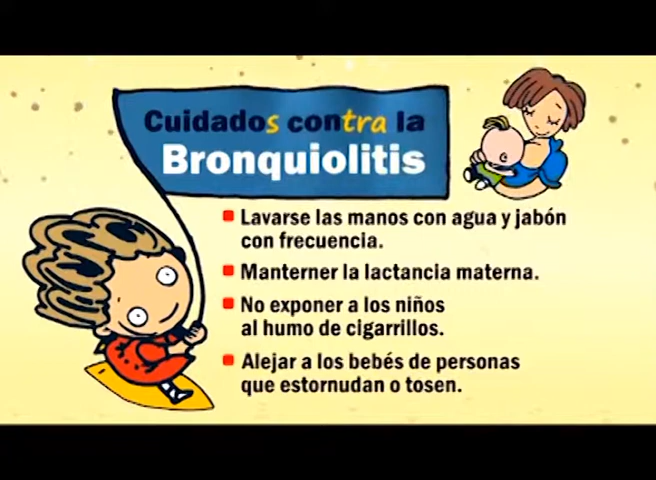 Cuidados contra la
Bronquiolitis
Lavarse las manos con agua y jabón
con frecuencia.
Manterner la lactancia materna.
No exponer a los niños
al humo de cigarrillos.
Alejar a los bebés de personas
que estornudan o tosen.